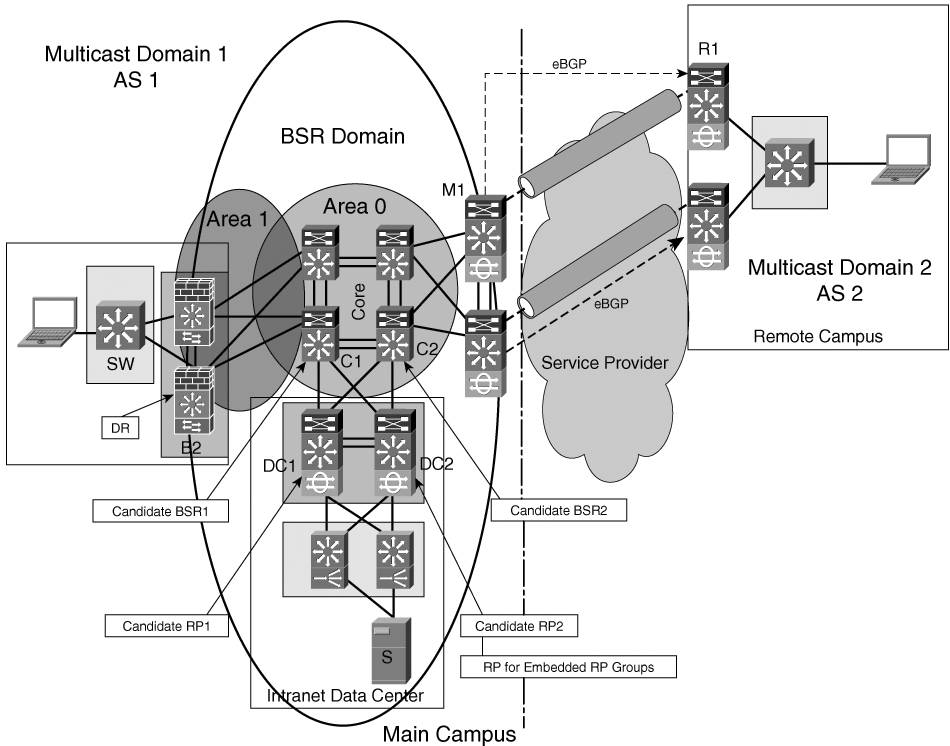 Multicast Domain 1
AS 1
BSR Domain
eBGP
R1
M1
Area 1
Area 0
Core
SW
C1
C2
DR
B2
eBGP
Service Provider
Multicast Domain 2
AS 2
Remote Campus
DC1
DC2
Candidate BSR1
Candidate BSR2
Candidate RP1
Candidate RP2
RP for Embedded RP Groups
S
Intranet Data Center
Main Campus